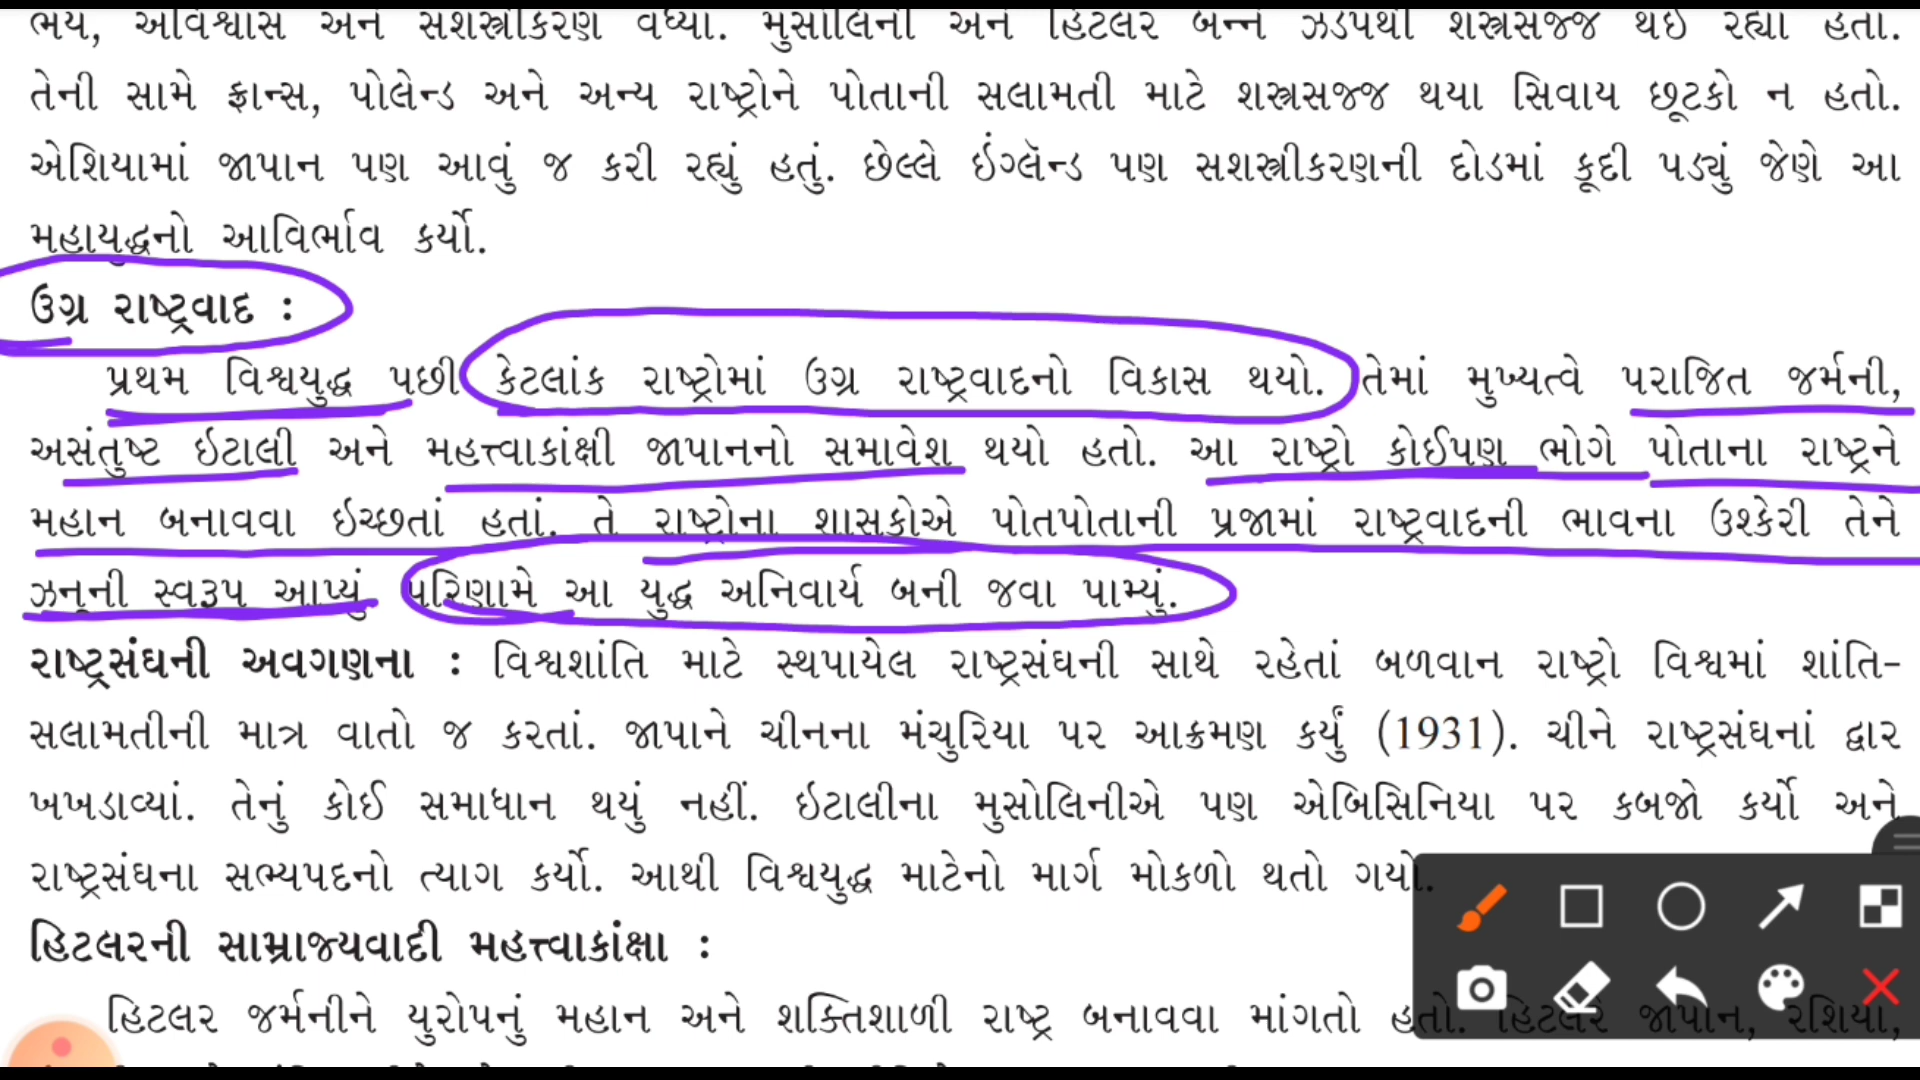 ભય, અવિશ્વાસ અને સશસ્ત્રીકરણ વધ્યા. મુસોલિની અને હિટલર બન્ને ઝડપથી શસ્ત્રસજ્જ થઈ રહ્યા હતા.
તેની સામે ફ્રાન્સ, પોલેન્ડ અને અન્ય રાષ્ટ્રોને પોતાની સલામતી માટે શસ્ત્રસજ્જ થયા સિવાય છૂટકો ન હતો.
એશિયામાં જાપાન પણ આવું જ કરી રહ્યું હતું. છેલ્લે ઇંગ્લૅન્ડ પણ સશસ્ત્રીકરણની દોડમાં કૂદી પડ્યું જેણે આ
મહાયુદ્ધનો આવિર્ભાવ કર્યો.
ઉગ્ર રાષ્ટ્રવાદ :
પ્રથમ વિશ્વયુદ્ધ પછી કેટલાંક રાષ્ટ્રોમાં ઉગ્ર રાષ્ટ્રવાદનો વિકાસ થયો. તેમાં મુખ્યત્વે પરાજિત જર્મની,
અસંતુષ્ટ ઇટાલી અને મહત્ત્વાકાંક્ષી જાપાનનો સમાવેશ થયો હતો. આ રાષ્ટ્રો કોઈપણ ભોગે પોતાના રાષ્ટ્રને
મહાન બનાવવા ઇચ્છતાં હતાં. તે રાષ્ટ્રોના શાસકોએ પોતપોતાની પ્રજામાં રાષ્ટ્રવાદની ભાવના ઉશ્કેરી તેને
ઝનૂની સ્વરૂપ આપ્યું. પરિણામે આ યુદ્ધ અનિવાર્ય બની જવા પામ્યું.
રાષ્ટ્રસંઘની અવગણના : વિશ્વશાંતિ માટે સ્થપાયેલ રાષ્ટ્રસંઘની સાથે રહેતાં બળવાન રાષ્ટ્રો વિશ્વમાં શાંતિ-
સલામતીની માત્ર વાતો જ કરતાં. જાપાને ચીનના મંચુરિયા પર આક્રમણ કર્યું (1931). ચીને રાષ્ટ્રસંઘનાં દ્વાર
ખખડાવ્યાં. તેનું કોઈ સમાધાન થયું નહીં. ઇટાલીના મુસોલિનીએ પણ એબિસિનિયા પર કબજો કર્યો અને
રાષ્ટ્રસંઘના સભ્યપદનો ત્યાગ કર્યો. આથી વિશ્વયુદ્ધ માટેનો માર્ગ મોકળો થતો ગયો.
હિટલરની સામ્રાજ્યવાદી મહત્ત્વાકાંક્ષા :
હિટલર જર્મનીને યુરોપનું મહાન અને શક્તિશાળી રાષ્ટ્ર બનાવવા માંગતો હતો. હિટલરે જાપાન, રશિયા,